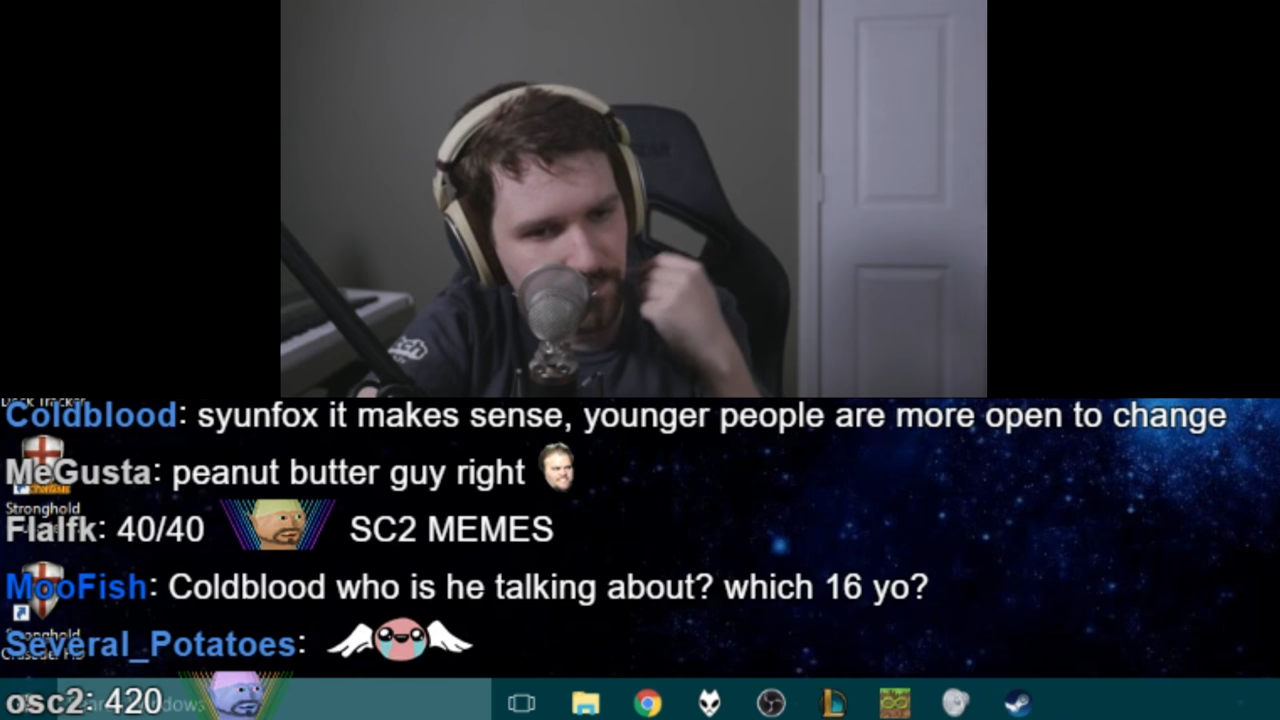 Coldblood: syunfox it makes sense, younger people are more open to change
MeGusta: peanut butter guy right
Stronghold
Flalfk: 40/40 SC2 MEMES
MooFish: Coldblood who is he talking about? which 16 yo?
Stronghold
Several_Potatoes:
osc2: 420